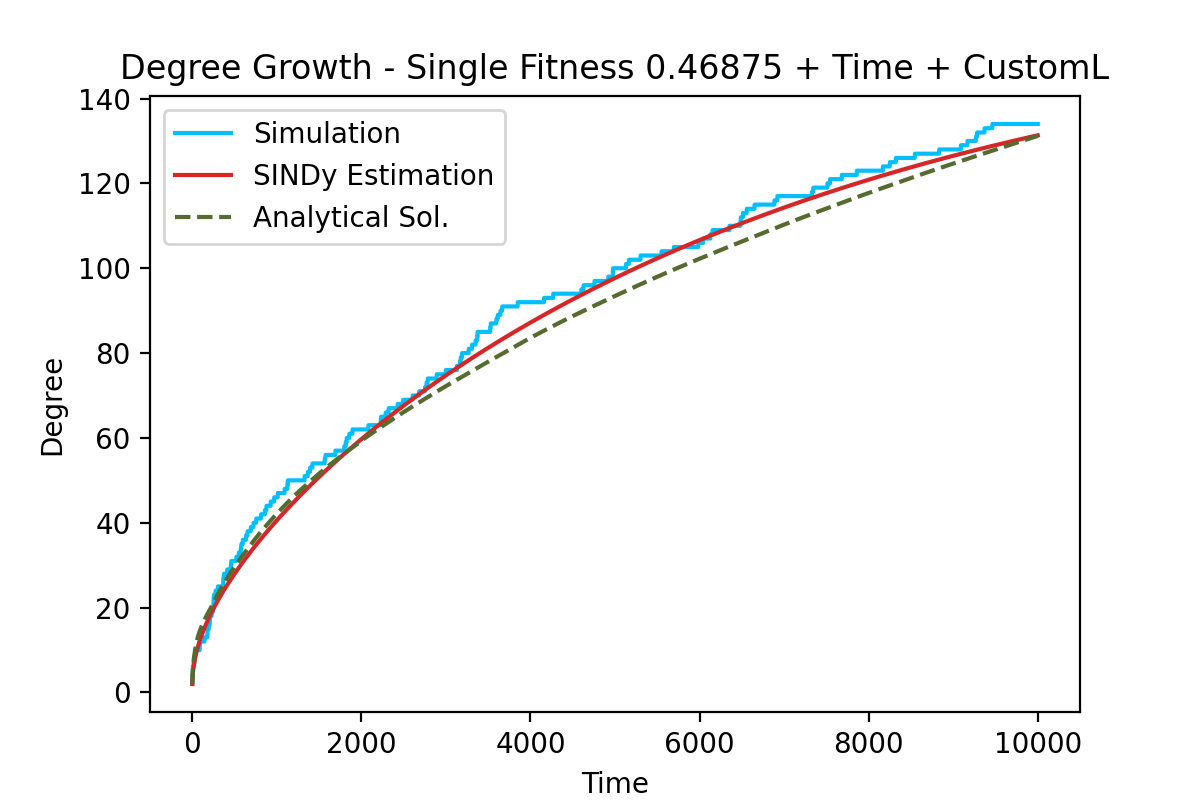 Degree Growth - Single Fitness 0.46875 + Time + CustomL
140
120
100
80
60
40
20
0
Degree
Simulation
SINDy Estimation
Analytical Sol.
0 2000 4000 6000 8000 10000
Time